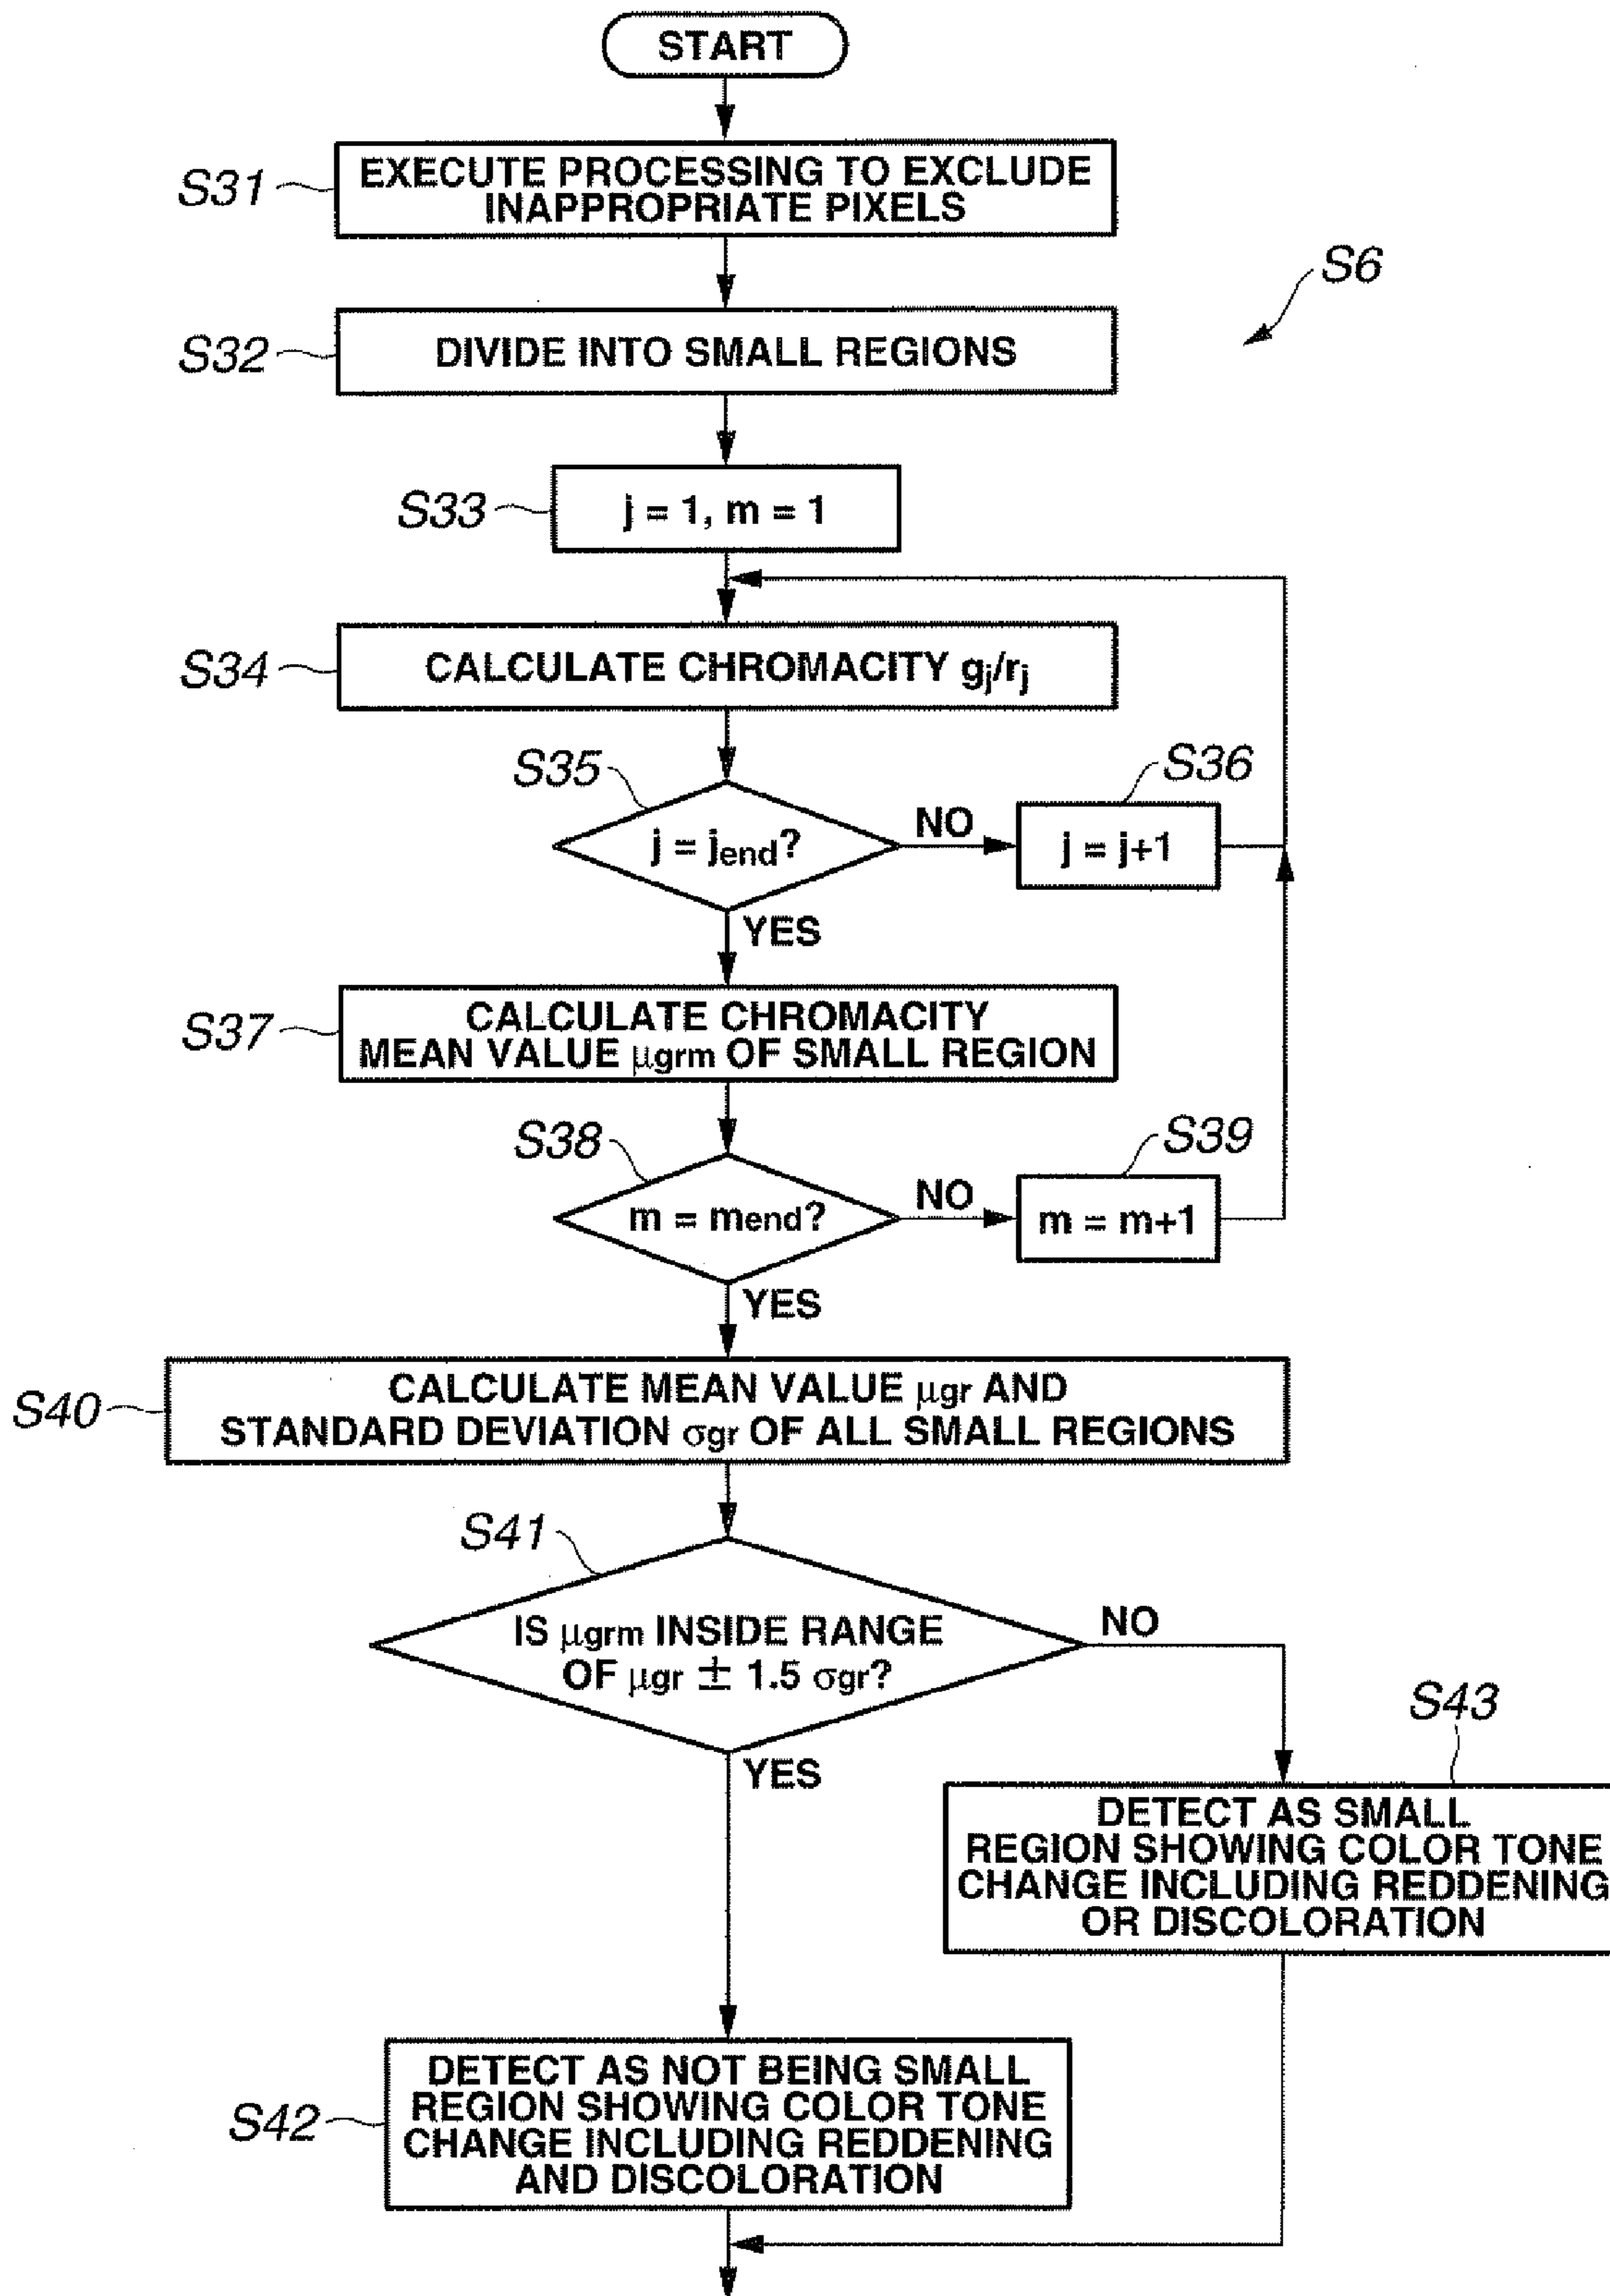 START
S31
EXECUTE PROCESSING TO EXCLUDE
INAPPROPRIATE PIXELS
S6
S32
DIVIDE INTO SMALL REGIONS
S33
j = 1, m = 1
S34
CALCULATE CHROMACITY gj/rj
S35
j = jend?
NO
S36
j = j+1
YES
S37
CALCULATE CHROMACITY
MEAN VALUE μgrm OF SMALL REGION
S38
m = mend?
NO
S39
m = m+1
YES
S40
CALCULATE MEAN VALUE μgr AND
STANDARD DEVIATION σgr OF ALL SMALL REGIONS
S41
IS μgrm INSIDE RANGE
OF μgr ± 1.5 σgr?
NO
YES
S43
DETECT AS SMALL
REGION SHOWING COLOR TONE
CHANGE INCLUDING REDDENING
OR DISCOLORATION
S42
DETECT AS NOT BEING SMALL
REGION SHOWING COLOR TONE
CHANGE INCLUDING REDDENING
AND DISCOLORATION